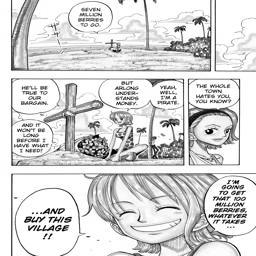 SEVEN
MILLION
BERRIES
TO GO.
THE WHOLE
TOWN
HATES YOU,
YOU KNOW?
YEAH,
WELL,
I'M A
PIRATE.
BUT
ARLONG
UNDER-
STANDS
MONEY.
HE'LL BE
TRUE TO
OUR
BARGAIN.
AND IT
WON'T BE
LONG
BEFORE I
HAVE WHAT
I NEED!
I'M
GOING TO
GET THAT
100 MILLION
BERRIES,
WHATEVER IT
TAKES
...
...AND
BUY THIS
VILLAGE
!!